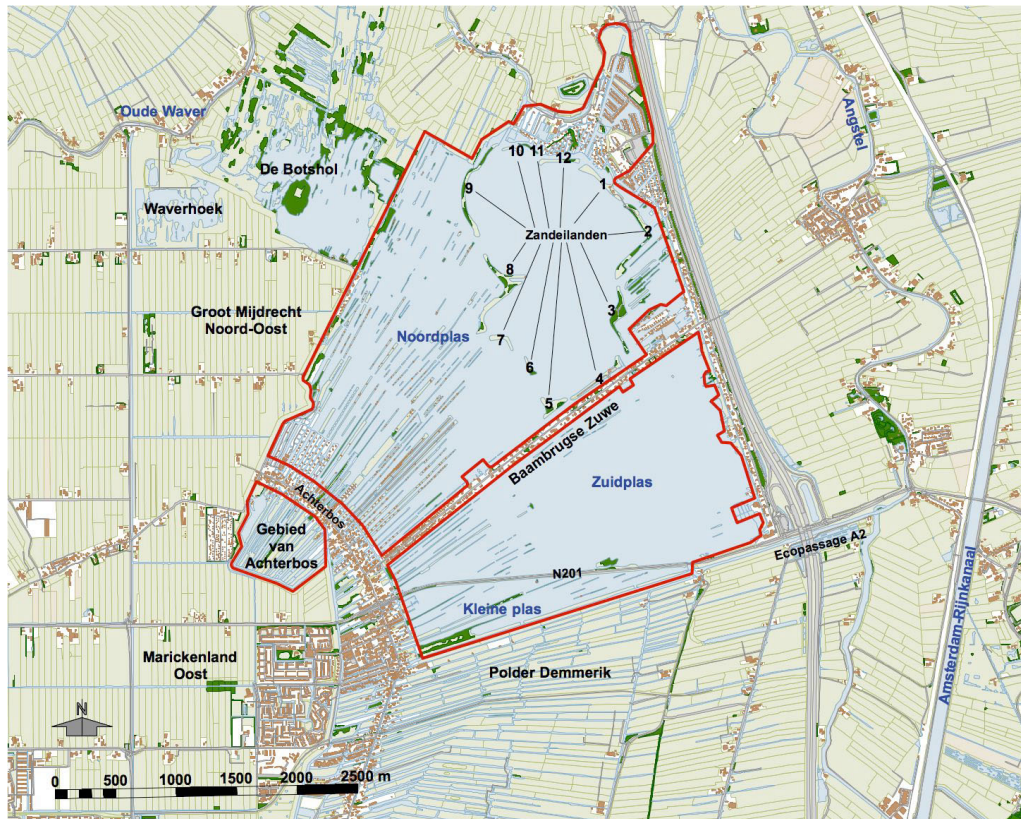 Oude Waver
Angstel
De Botshol
10
11
12
9
1
Waverhoek
2
Zandeilanden
8
Groot Mijdrecht
Noord-Oost
3
Noordplas
7
6
4
5
Baambrugse Zuwe
Zuidplas
Achterbos
Gebied
van
Achterbos
Ecopassage A2
N201
Kleine plas
Amsterdam-Rijnkanaal
Marickenland
Oost
Polder Demmerik
N
0 500 1000 1500 2000 2500 m